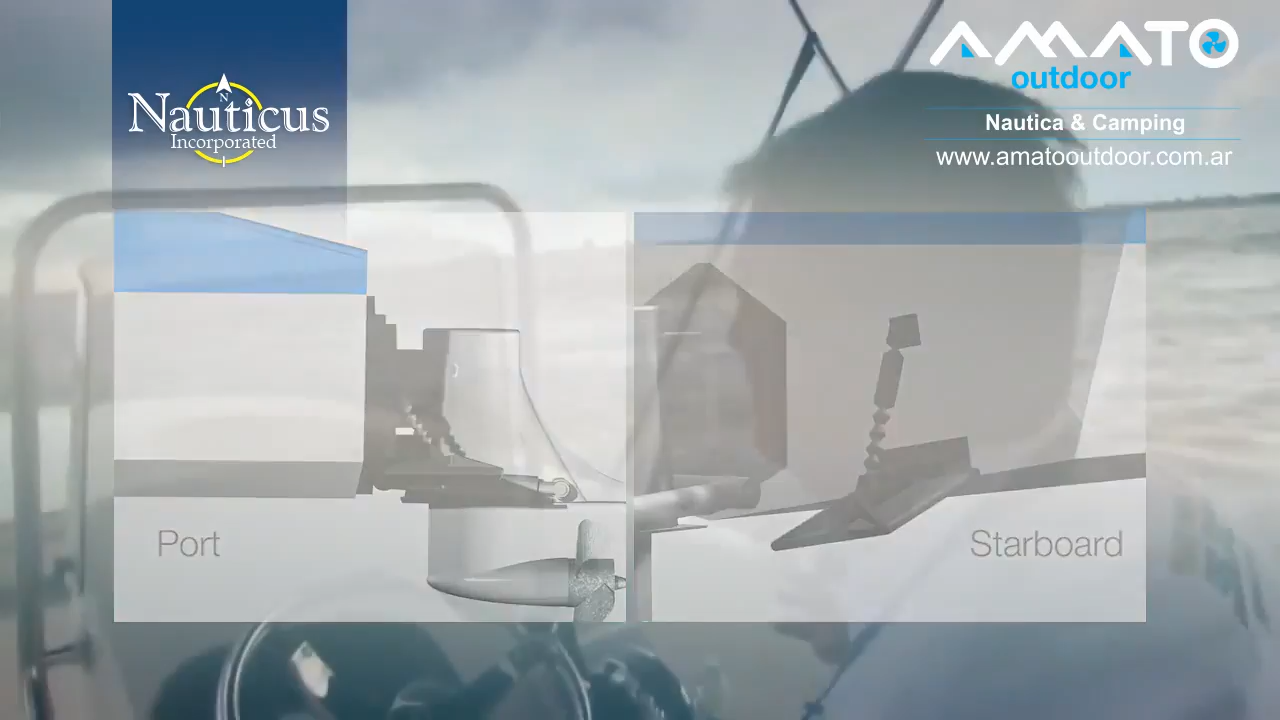 Nauticus
Incorporated
N
AMATO
outdoor
Nautica & Camping
www.amatooutdoor.com.ar
Port
Starboard